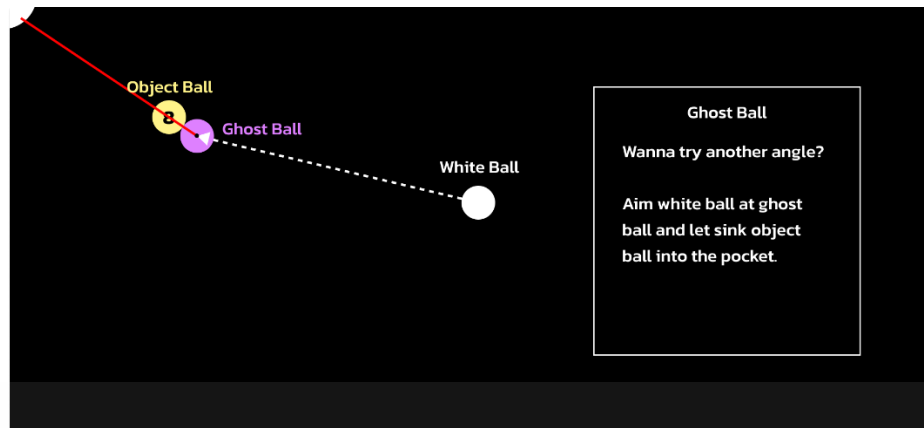 Object Ball
8
Ghost Ball
White Ball
Ghost Ball
Wanna try another angle?
Aim white ball at ghost
ball and let sink object
ball into the pocket.